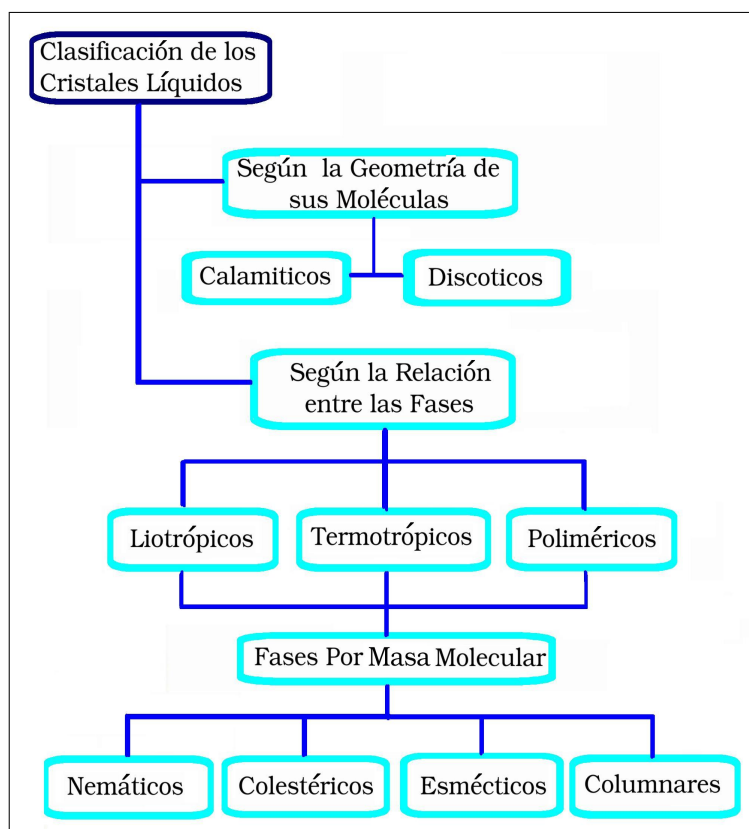 Clasificación de los
Cristales Líquidos
Según la Geometría de
sus Moléculas
Calamiticos
Discoticos
Según la Relación
entre las Fases
Liotrópicos
Termotrópicos
Poliméricos
Fases Por Masa Molecular
Nemáticos
Colestéricos
Esmécticos
Columnares